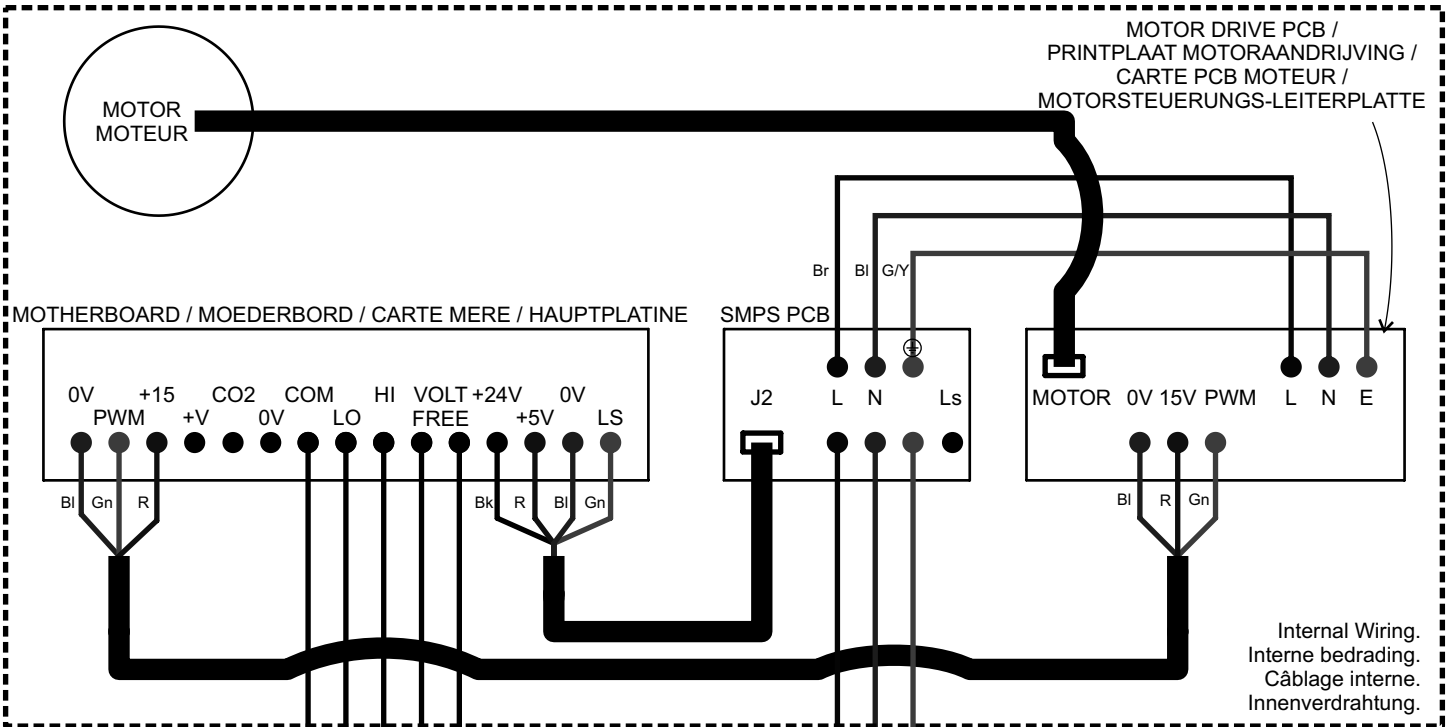 MOTOR DRIVE PCB /
PRINTPLAAT MOTORAANDRIJVING /
CARTE PCB MOTEUR /
MOTORSTEUERUNGS-LEITERPLATTE
MOTOR
MOTEUR
Br Bl G/Y
MOTHERBOARD / MOEDERBORD / CARTE MERE / HAUPTPLATINE
SMPS PCB
0V +15 CO2 COM HI VOLT +24V 0V
PWM +V 0V LO FREE +5V LS
J2 L N Ls
MOTOR 0V 15V PWM L N E
Bl Gn R Bk R Bl Gn
Bl R Gn
Internal Wiring.
Interne bedrading.
Câblage interne.
Innenverdrahtung.